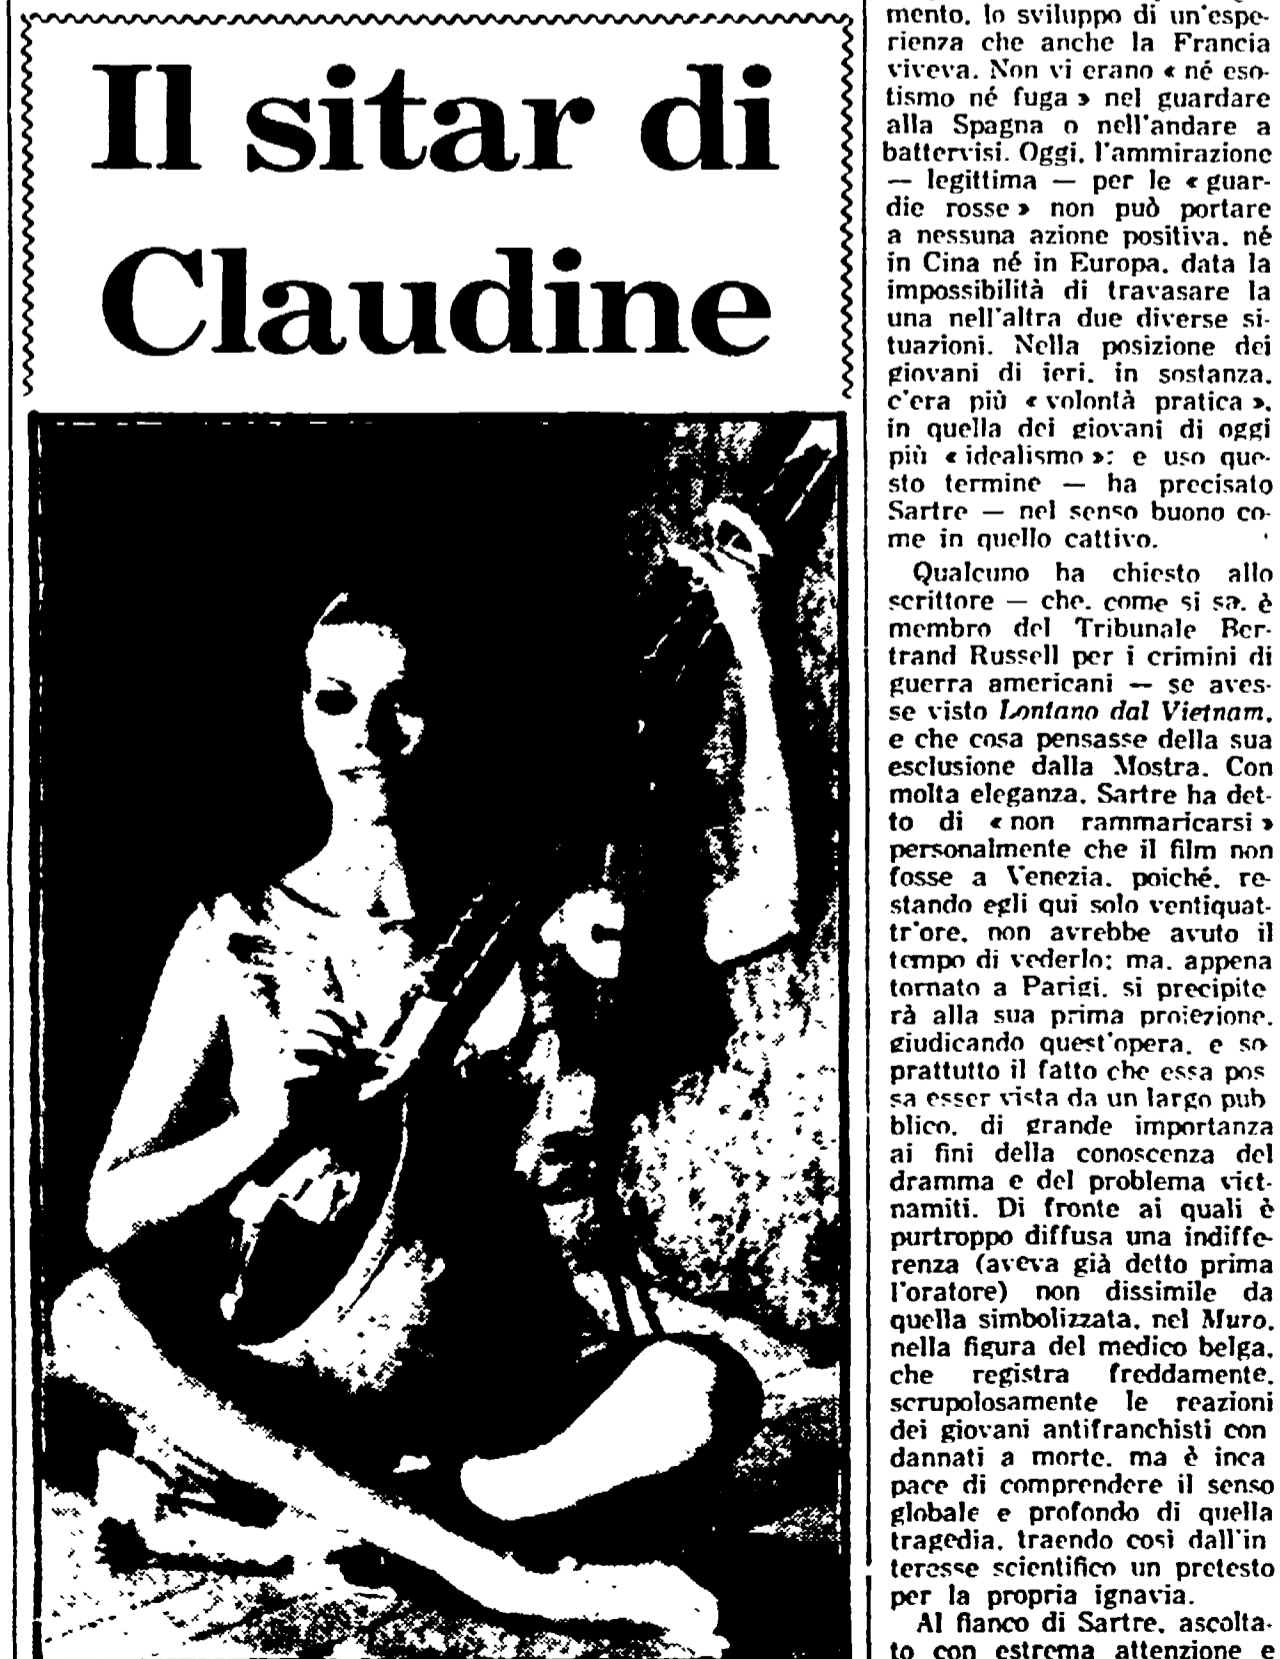 Il sitar di
Claudine
mento, lo sviluppo di un'espe-
rienza che anche la Francia
viveva. Non vi erano « né eso-
tismo né fuga » nel guardare
alla Spagna o nell'andare a
battervisi. Oggi, l'ammirazione
— legittima — per le « guar-
die rosse » non può portare
a nessuna azione positiva, né
in Cina né in Europa, data la
impossibilità di travasare la
una nell'altra due diverse si-
tuazioni. Nella posizione dei
giovani di ieri, in sostanza,
c'era più « volontà pratica »,
in quella dei giovani di oggi
più « idealismo »: e uso que-
sto termine — ha precisato
Sartre — nel senso buono co-
me in quello cattivo.
Qualcuno ha chiesto allo
scrittore — che, come si sa, è
membro del Tribunale Ber-
trand Russell per i crimini di
guerra americani — se aves-
se visto Lontano dal Vietnam,
e che cosa pensasse della sua
esclusione dalla Mostra. Con
molta eleganza, Sartre ha det-
to di « non rammaricarsi »
personalmente che il film non
fosse a Venezia, poiché, re-
stando egli qui solo ventiquat-
tr'ore, non avrebbe avuto il
tempo di vederlo; ma, appena
tornato a Parigi, si precipite
rà alla sua prima proiezione,
giudicando quest'opera, e so
prattutto il fatto che essa pos
sa esser vista da un largo pub
blico, di grande importanza
ai fini della conoscenza del
dramma e del problema viet-
namiti. Di fronte ai quali è
purtroppo diffusa una indiffe-
renza (aveva già detto prima
l'oratore) non dissimile da
quella simbolizzata, nel Muro,
nella figura del medico belga,
che registra freddamente,
scrupolosamente le reazioni
dei giovani antifranchisti con
dannati a morte, ma è inca
pace di comprendere il senso
globale e profondo di quella
tragedia, traendo così dall'in
teresse scientifico un pretesto
per la propria ignavia.
Al fianco di Sartre, ascolta-
to con estrema attenzione e